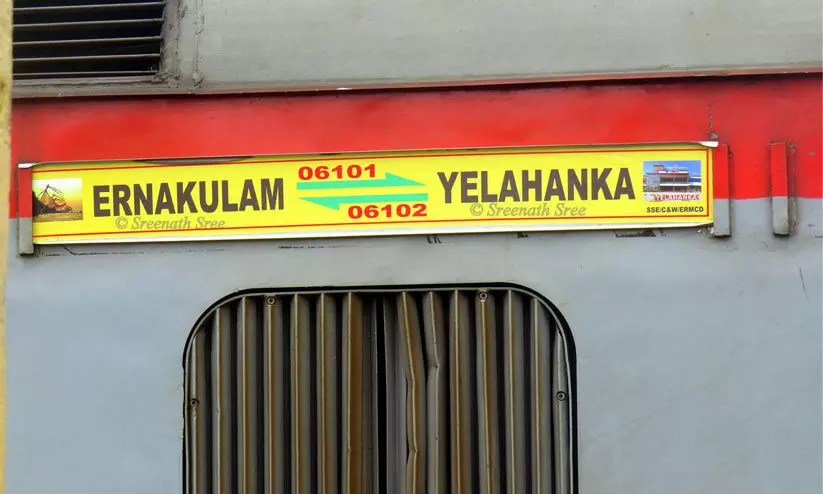 ERNAKULAM
06101
06102
YELAHANKA
© Sreenath Sree
© Sreenath Sree
YELAHANKA
SSE/C&W/ERMCD